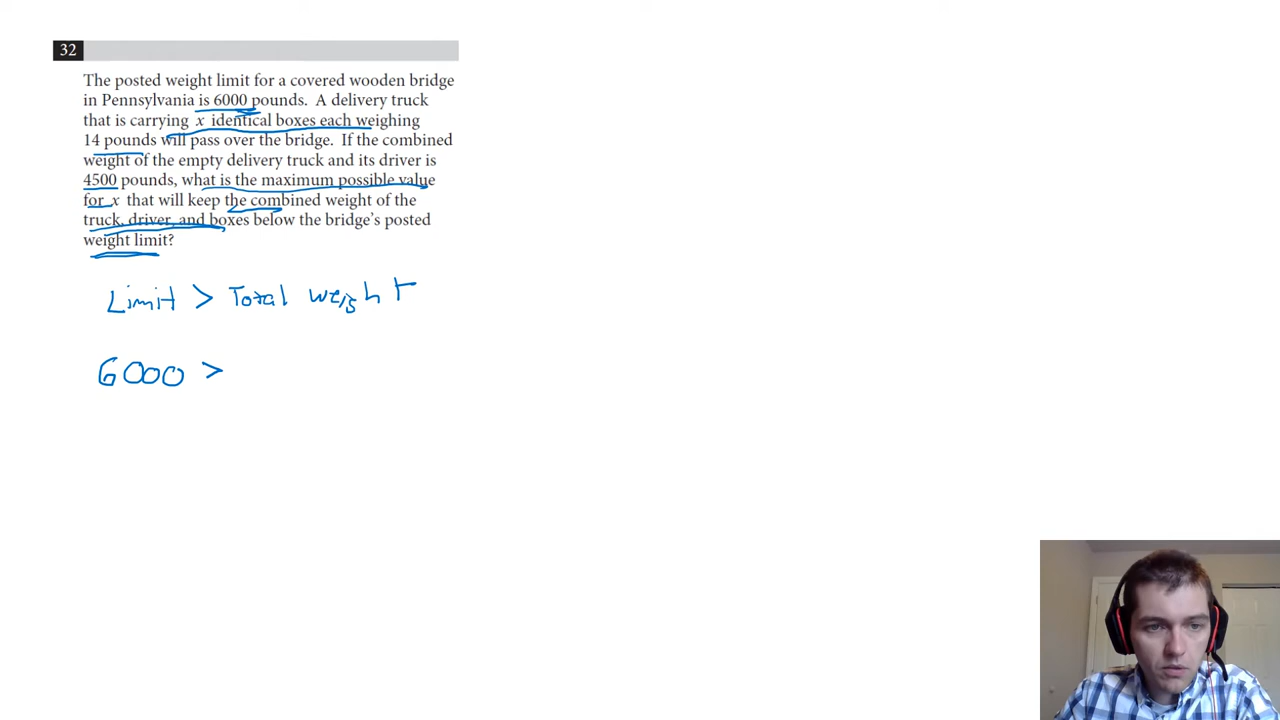 32
The posted weight limit for a covered wooden bridge
in Pennsylvania is 6000 pounds. A delivery truck
that is carrying x identical boxes each weighing
14 pounds will pass over the bridge. If the combined
weight of the empty delivery truck and its driver is
4500 pounds, what is the maximum possible value
for x that will keep the combined weight of the
truck, driver, and boxes below the bridge's posted
weight limit?
Limit > Total weight
6000 >